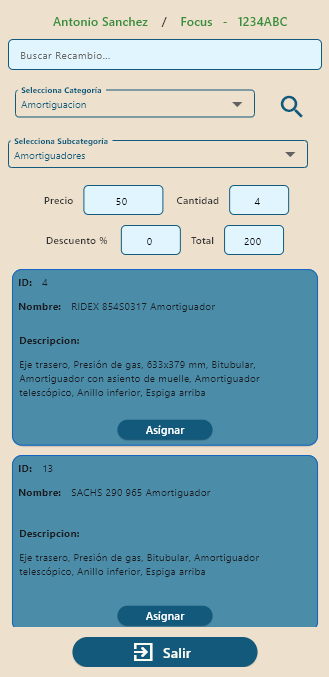 Antonio Sanchez / Focus - 1234ABC
Buscar Recambio...
Selecciona Categoría
Amortiguacion
Selecciona Subcategoría
Amortiguadores
Precio 50 Cantidad 4
Descuento % 0 Total 200
ID: 4
Nombre: RIDEX 854S0317 Amortiguador
Descripcion:
Eje trasero, Presión de gas, 633x379 mm, Bitubular,
Amortiguador con asiento de muelle, Amortiguador
telescópico, Anillo inferior, Espiga arriba
Asignar
ID: 13
Nombre: SACHS 290 965 Amortiguador
Descripcion:
Eje trasero, Presión de gas, Bitubular, Amortiguador
telescópico, Anillo inferior, Espiga arriba
Asignar
Salir